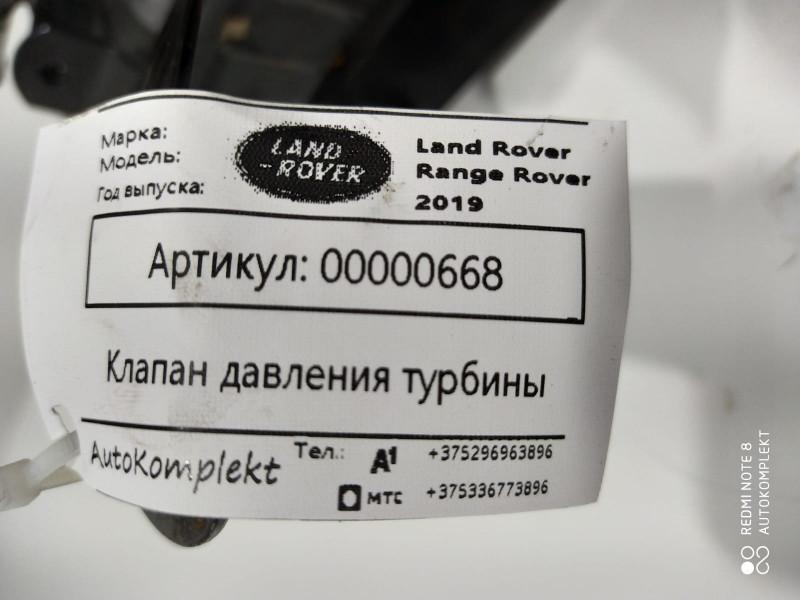 Марка:
Модель:
Год выпуска:
LAND
-ROVER
Land Rover
Range Rover
2019
Артикул: 00000668
Клапан давления турбины
AutoKomplekt
Тел.:
A1 +375296963896
МТС +375336773896
REDMI NOTE 8
AUTOKOMPLEKT